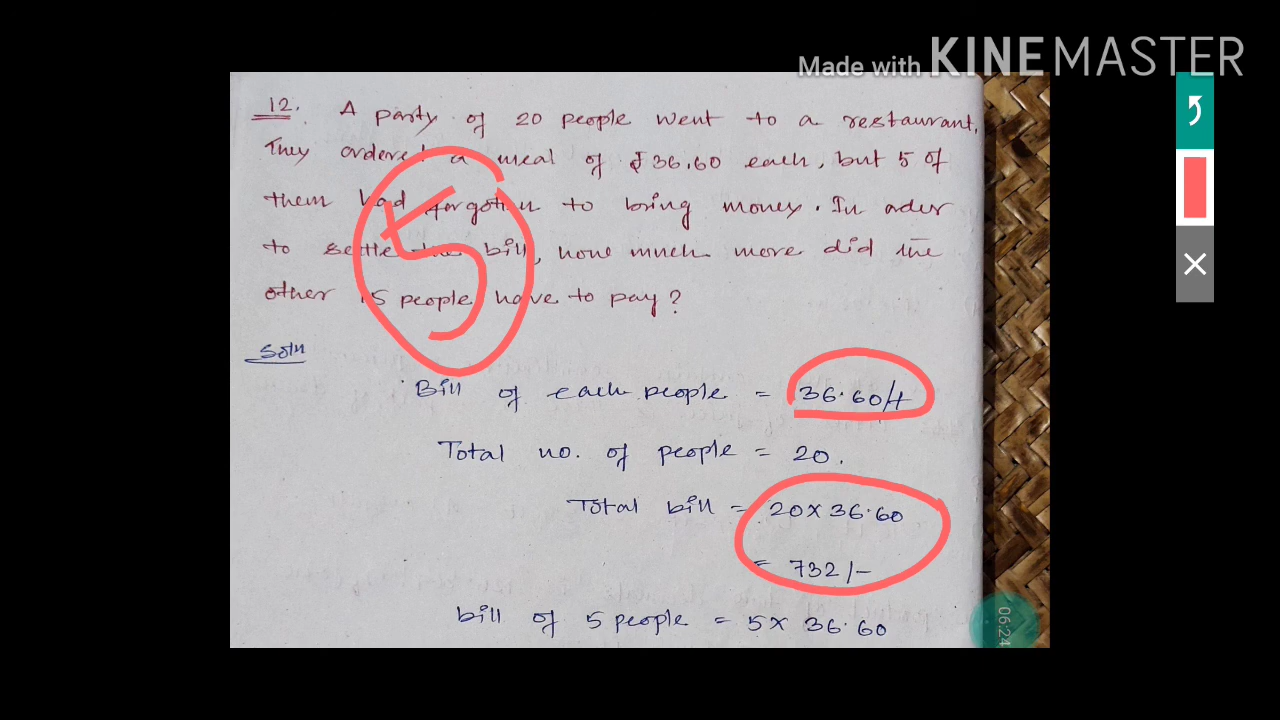 Made with KINEMASTER
12. A party of 20 people went to a restaurant.
They ordered a meal of ₹36.60 each, but 5 of
them had forgotten to bring money. In order
to settle the bill, how much more did the
other 15 people have to pay?
5
Soln
Bill of each people = 36.60/-
Total no. of people = 20.
Total bill = 20 x 36.60
= 732/-
bill of 5 people = 5 x 36.60
06:24